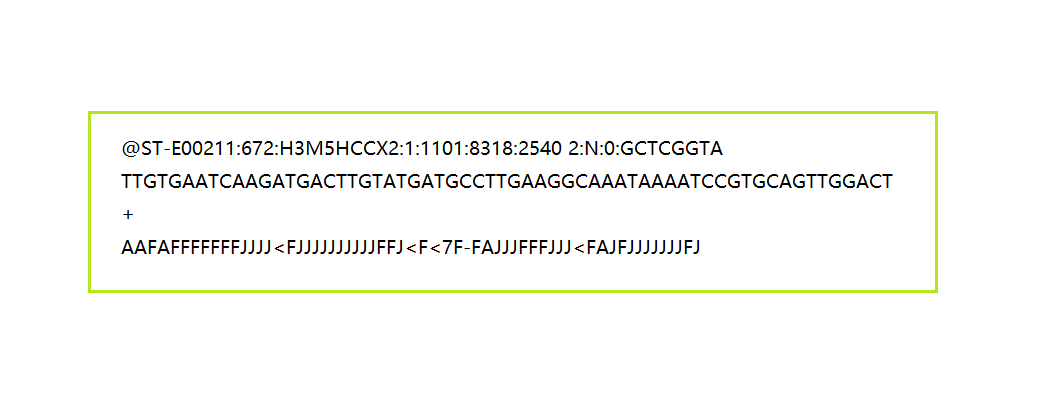 @ST-E00211:672:H3M5HCCX2:1:1101:8318:2540 2:N:0:GCTCGGTA
TTGTGAATCAAGATGACTTGTATGATGCCTTGAAGGCAAATAAAATCCGTGCAGTTGGACT
+
AAFAFFFFFFFJJJJ<FJJJJJJJJJJFFJ<F<7F-FAJJJFFFJJJ<FAJFJJJJJJJFJ